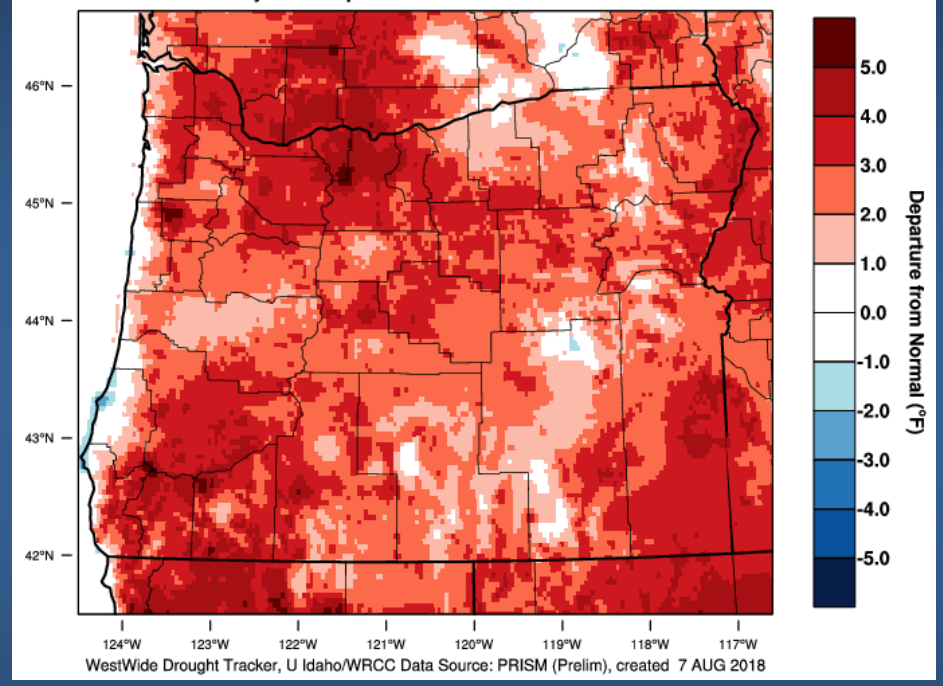 46°N
45°N
44°N
43°N
42°N
124°W 123°W 122°W 121°W 120°W 119°W 118°W 117°W
5.0
4.0
3.0
2.0
1.0
0.0
-1.0
-2.0
-3.0
-4.0
-5.0
Departure from Normal (°F)
WestWide Drought Tracker, U Idaho/WRCC Data Source: PRISM (Prelim), created 7 AUG 2018